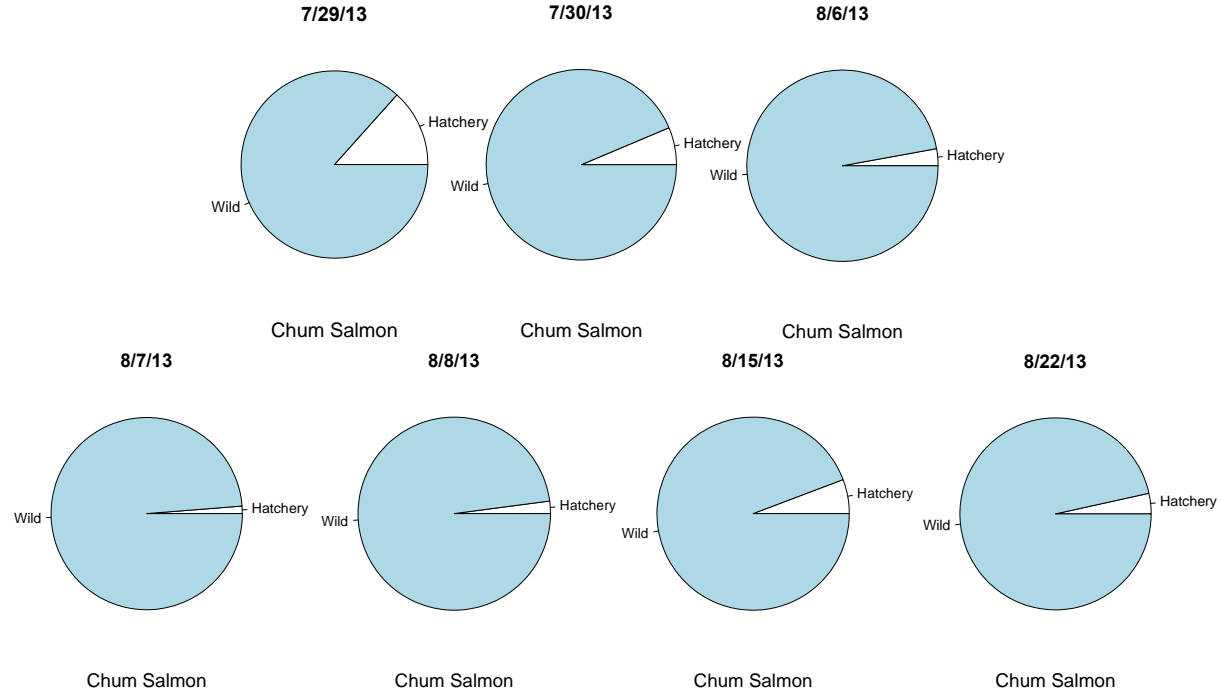 7/29/13
Hatchery
Wild
Chum Salmon
7/30/13
Hatchery
Wild
Chum Salmon
8/6/13
Hatchery
Wild
Chum Salmon
8/7/13
Hatchery
Wild
Chum Salmon
8/8/13
Hatchery
Wild
Chum Salmon
8/15/13
Hatchery
Wild
Chum Salmon
8/22/13
Hatchery
Wild
Chum Salmon